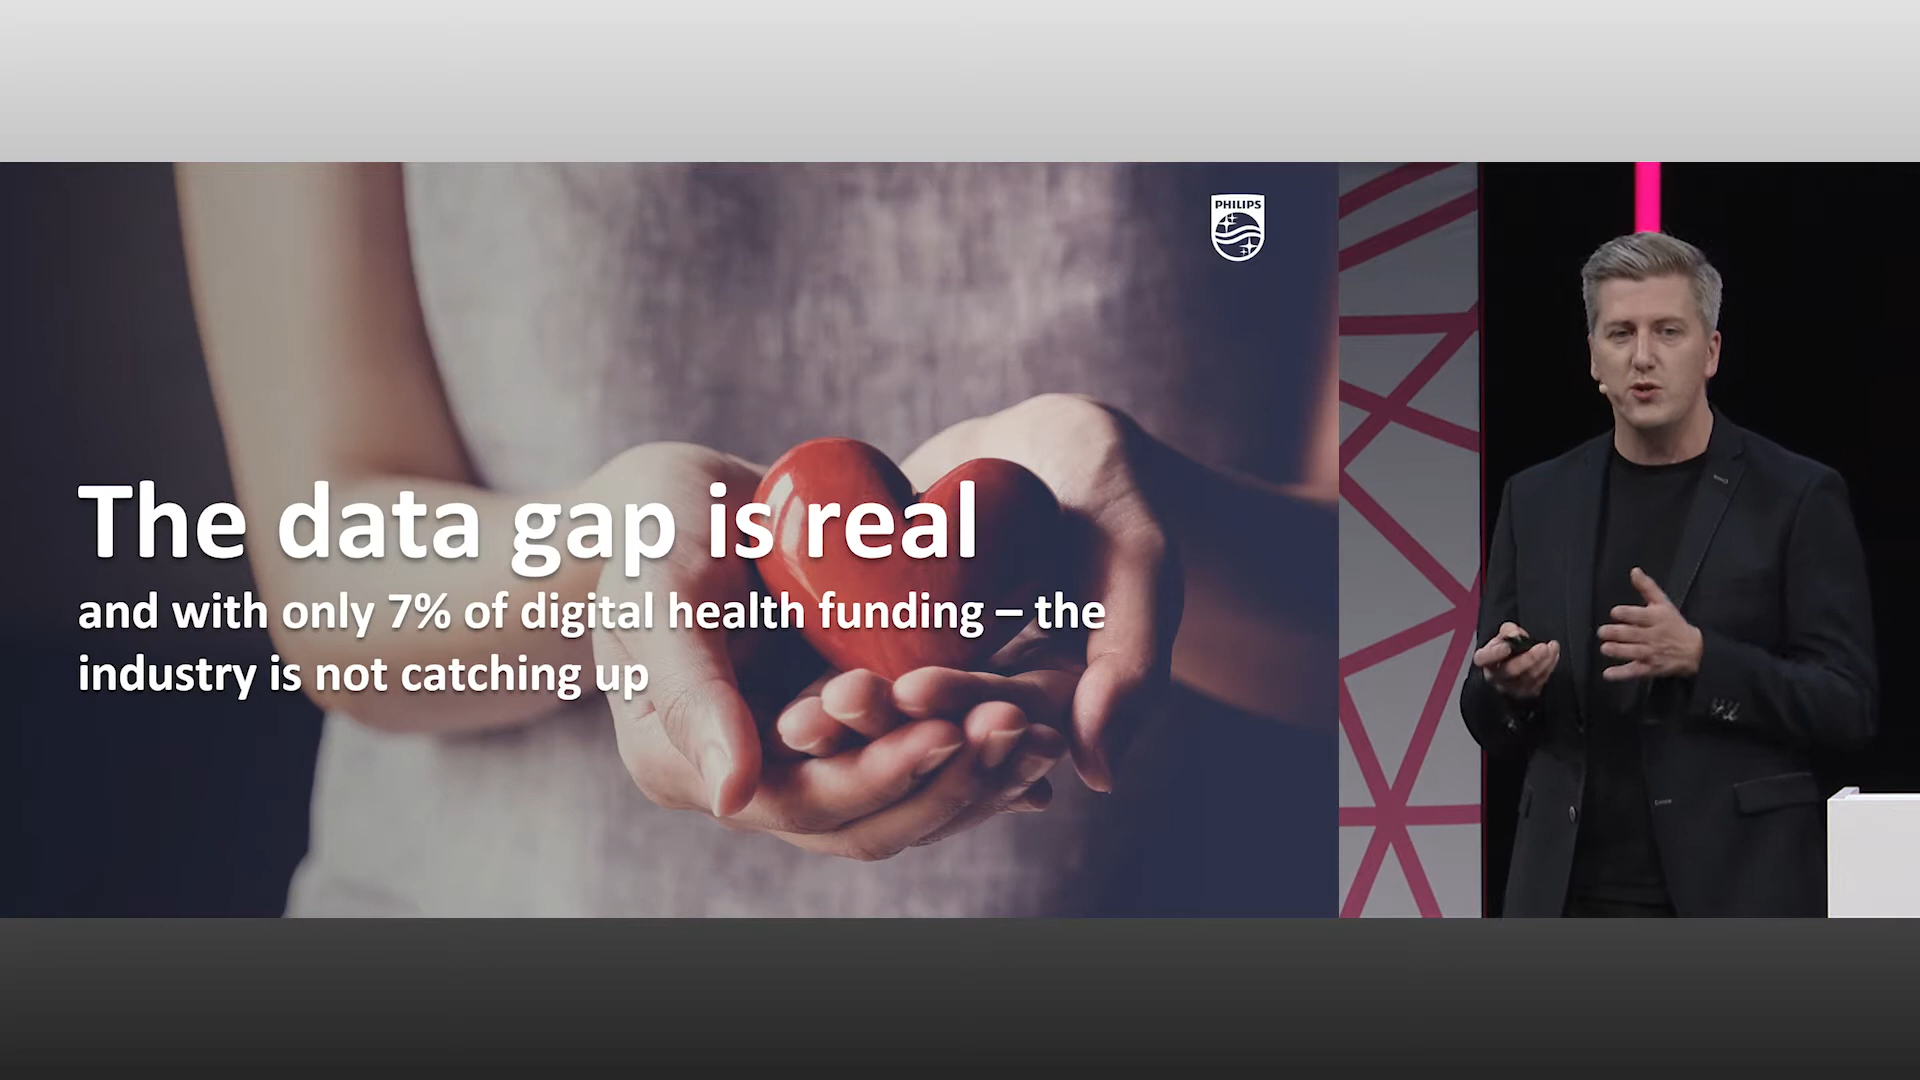 PHILIPS
The data gap is real
and with only 7% of digital health funding – the
industry is not catching up